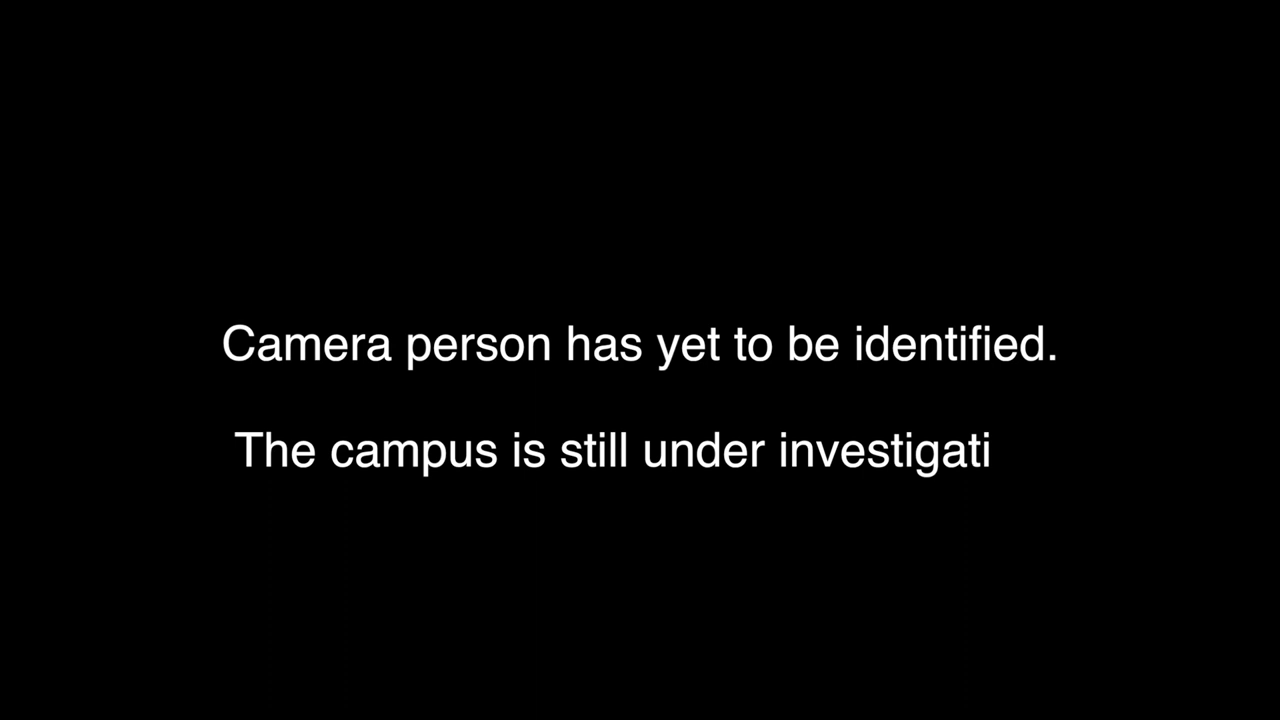 Camera person has yet to be identified.
The campus is still under investigati